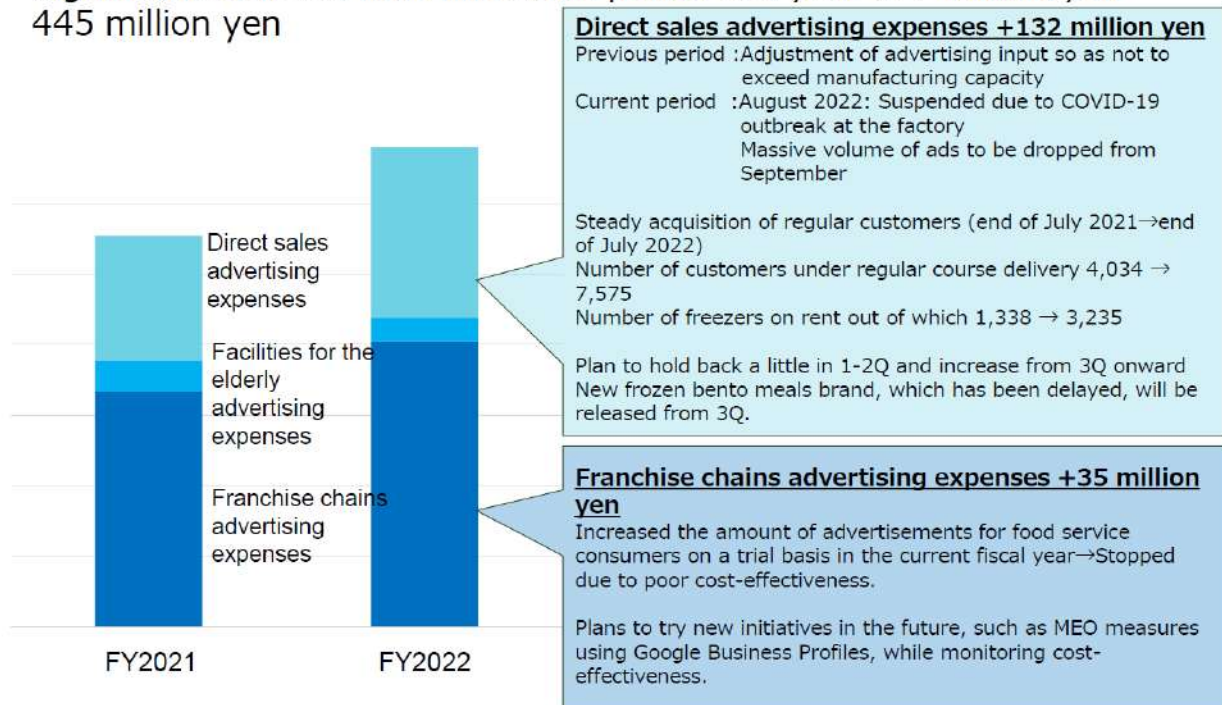 445 million yen
Direct sales advertising expenses +132 million yen
Previous period :Adjustment of advertising input so as not to
exceed manufacturing capacity
Current period :August 2022: Suspended due to COVID-19
outbreak at the factory
Massive volume of ads to be dropped from
September
Steady acquisition of regular customers (end of July 2021→end
of July 2022)
Number of customers under regular course delivery 4,034 →
7,575
Number of freezers on rent out of which 1,338 → 3,235
Plan to hold back a little in 1-2Q and increase from 3Q onward
New frozen bento meals brand, which has been delayed, will be
released from 3Q.
Direct sales
advertising
expenses
Facilities for the
elderly
advertising
expenses
Franchise chains
advertising
expenses
Franchise chains advertising expenses +35 million
yen
Increased the amount of advertisements for food service
consumers on a trial basis in the current fiscal year→Stopped
due to poor cost-effectiveness.
Plans to try new initiatives in the future, such as MEO measures
using Google Business Profiles, while monitoring cost-
effectiveness.
FY2021
FY2022